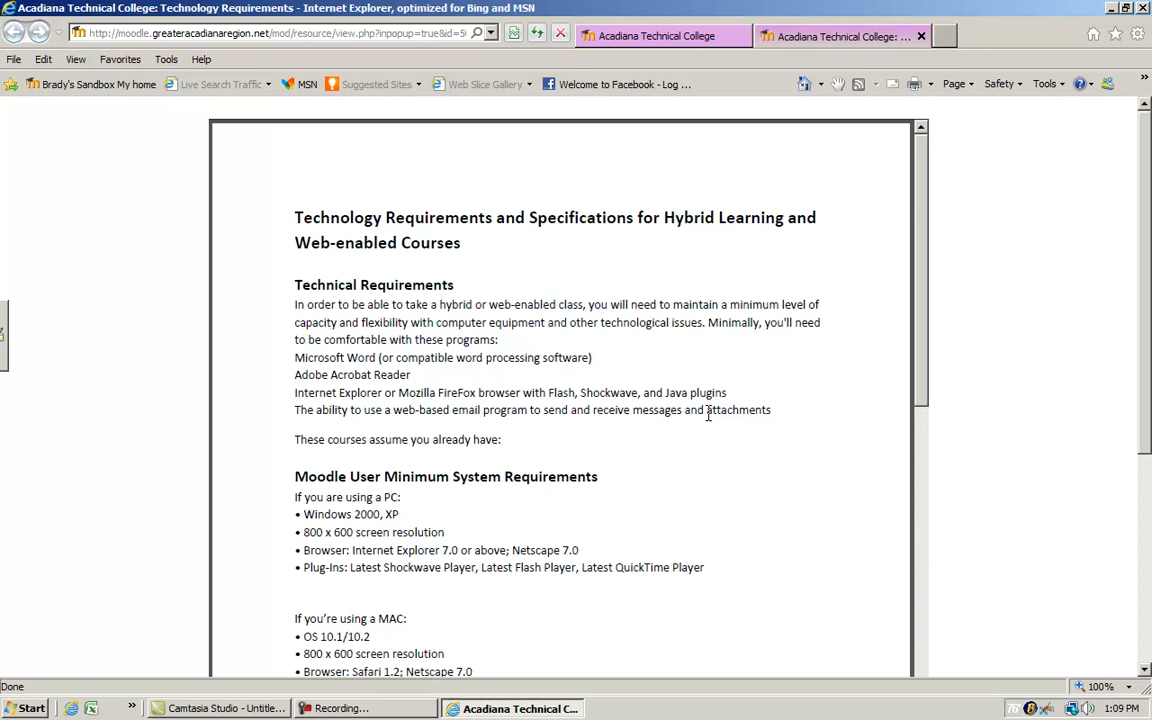 Acadiana Technical College: Technology Requirements - Internet Explorer, optimized for Bing and MSN
http://moodle.greateracadianaregion.net/mod/resource/view.php?inpopup=true&id=5
Acadiana Technical College
Acadiana Technical College: ...
File Edit View Favorites Tools Help
Brady's Sandbox My home Live Search Traffic MSN Suggested Sites Web Slice Gallery Welcome to Facebook - Log ... Page Safety Tools
Technology Requirements and Specifications for Hybrid Learning and
Web-enabled Courses
Technical Requirements
In order to be able to take a hybrid or web-enabled class, you will need to maintain a minimum level of
capacity and flexibility with computer equipment and other technological issues. Minimally, you'll need
to be comfortable with these programs:
Microsoft Word (or compatible word processing software)
Adobe Acrobat Reader
Internet Explorer or Mozilla FireFox browser with Flash, Shockwave, and Java plugins
The ability to use a web-based email program to send and receive messages and attachments
These courses assume you already have:
Moodle User Minimum System Requirements
If you are using a PC:
• Windows 2000, XP
• 800 x 600 screen resolution
• Browser: Internet Explorer 7.0 or above; Netscape 7.0
• Plug-Ins: Latest Shockwave Player, Latest Flash Player, Latest QuickTime Player
If you're using a MAC:
• OS 10.1/10.2
• 800 x 600 screen resolution
• Browser: Safari 1.2; Netscape 7.0
Done
100%
Start Camtasia Studio - Untitle... Recording... Acadiana Technical C... 76° 1:09 PM